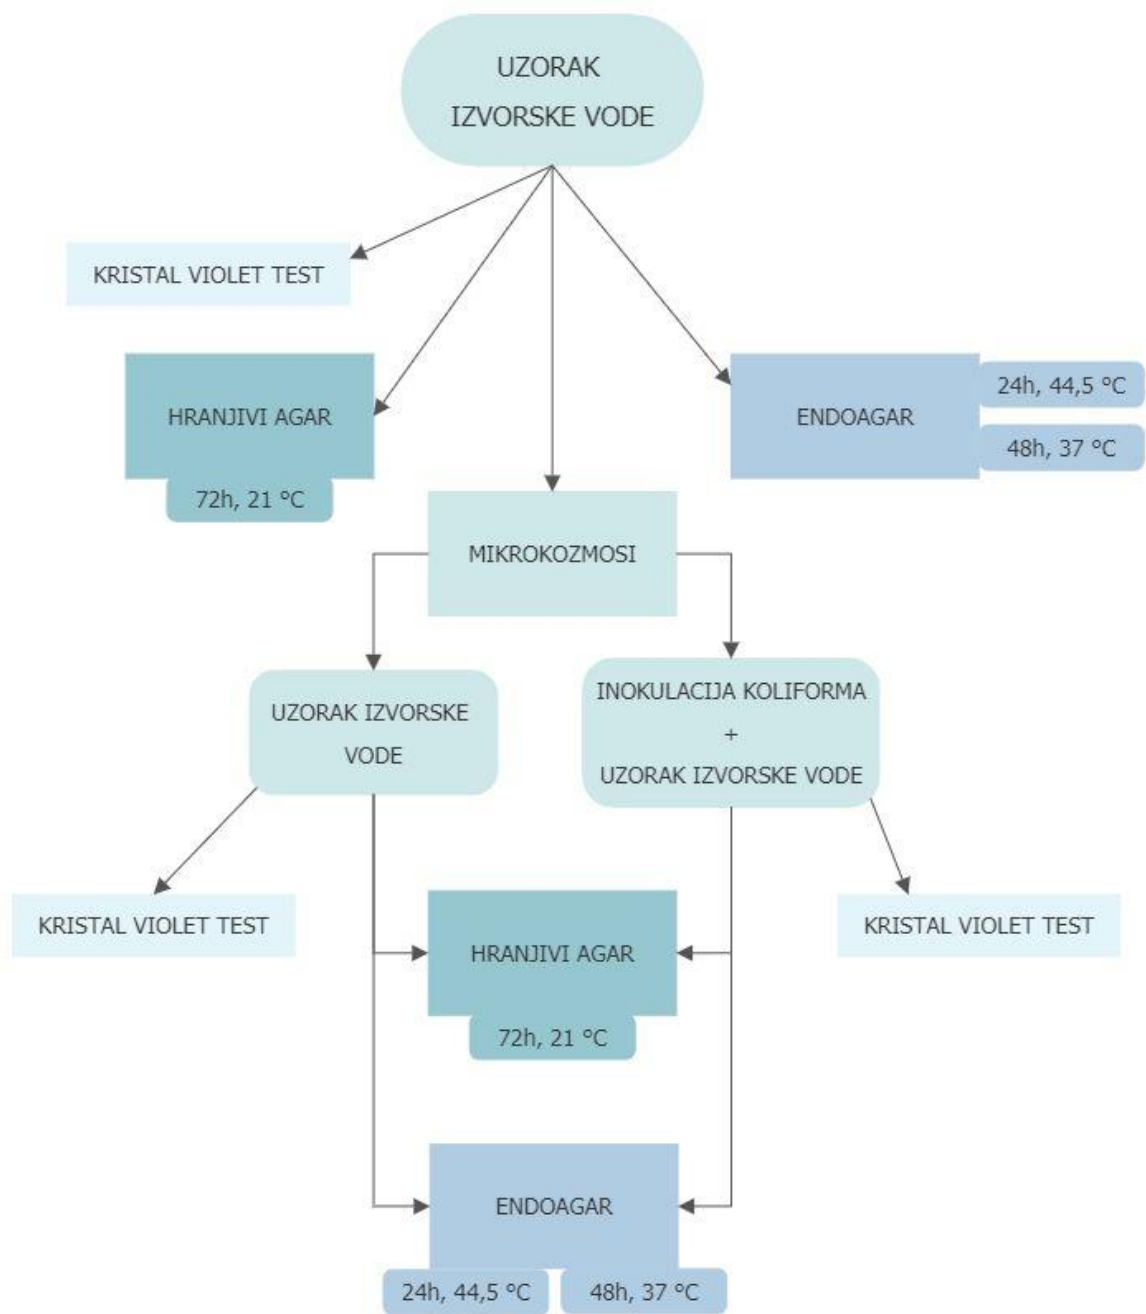 UZORAK
IZVORSKE VODE
KRISTAL VIOLET TEST
HRANJIVI AGAR
72h, 21 °C
ENDOAGAR
24h, 44,5 °C
48h, 37 °C
MIKROKOZMOSI
UZORAK IZVORSKE
VODE
INOKULACIJA KOLIFORMA
+
UZORAK IZVORSKE VODE
KRISTAL VIOLET TEST
HRANJIVI AGAR
72h, 21 °C
KRISTAL VIOLET TEST
ENDOAGAR
24h, 44,5 °C
48h, 37 °C